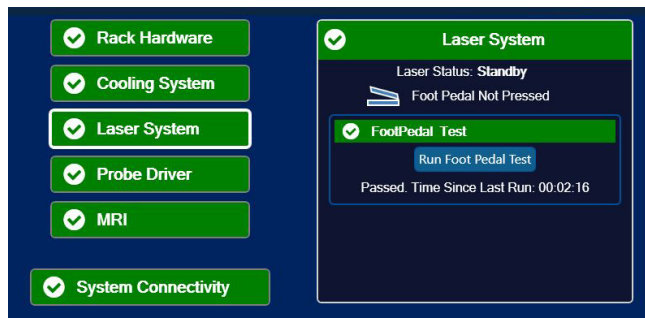 Rack Hardware
Cooling System
Laser System
Probe Driver
MRI
System Connectivity
Laser System
Laser Status: Standby
Foot Pedal Not Pressed
FootPedal Test
Run Foot Pedal Test
Passed. Time Since Last Run: 00:02:16